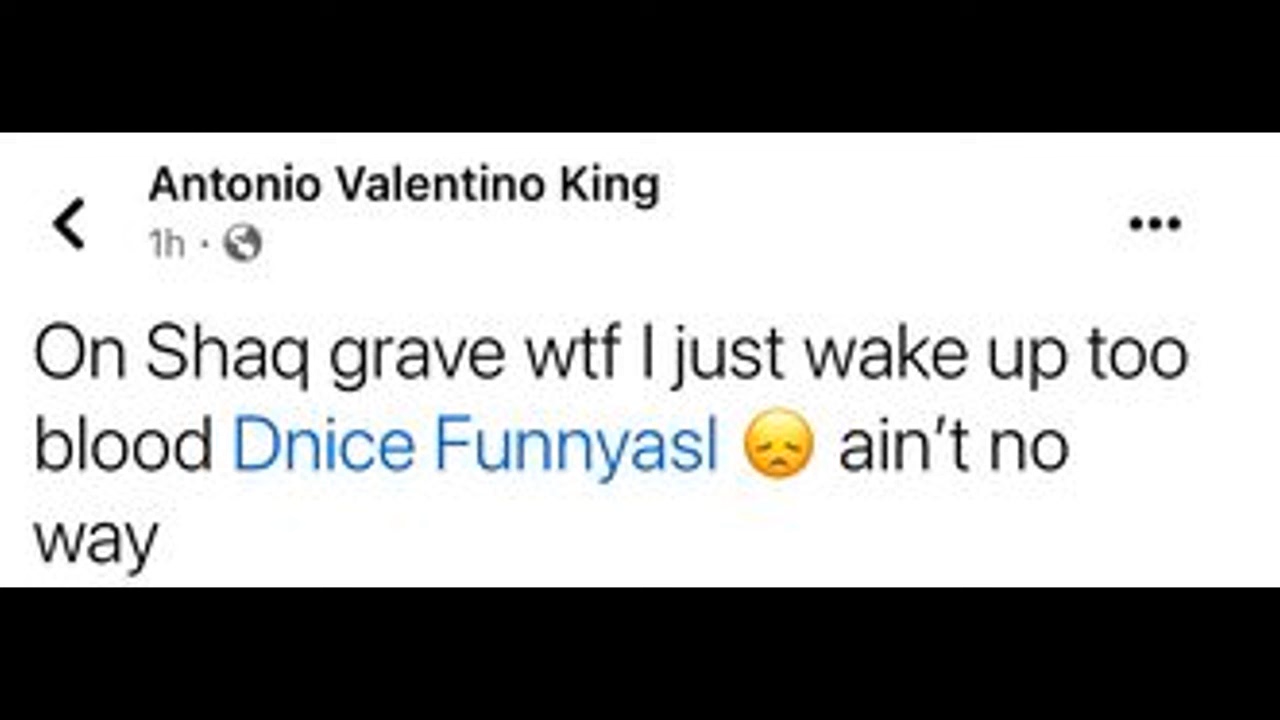 Antonio Valentino King
1h ·
On Shaq grave wtf I just wake up too
blood Dnice Funnyasl 😞 ain't no
way